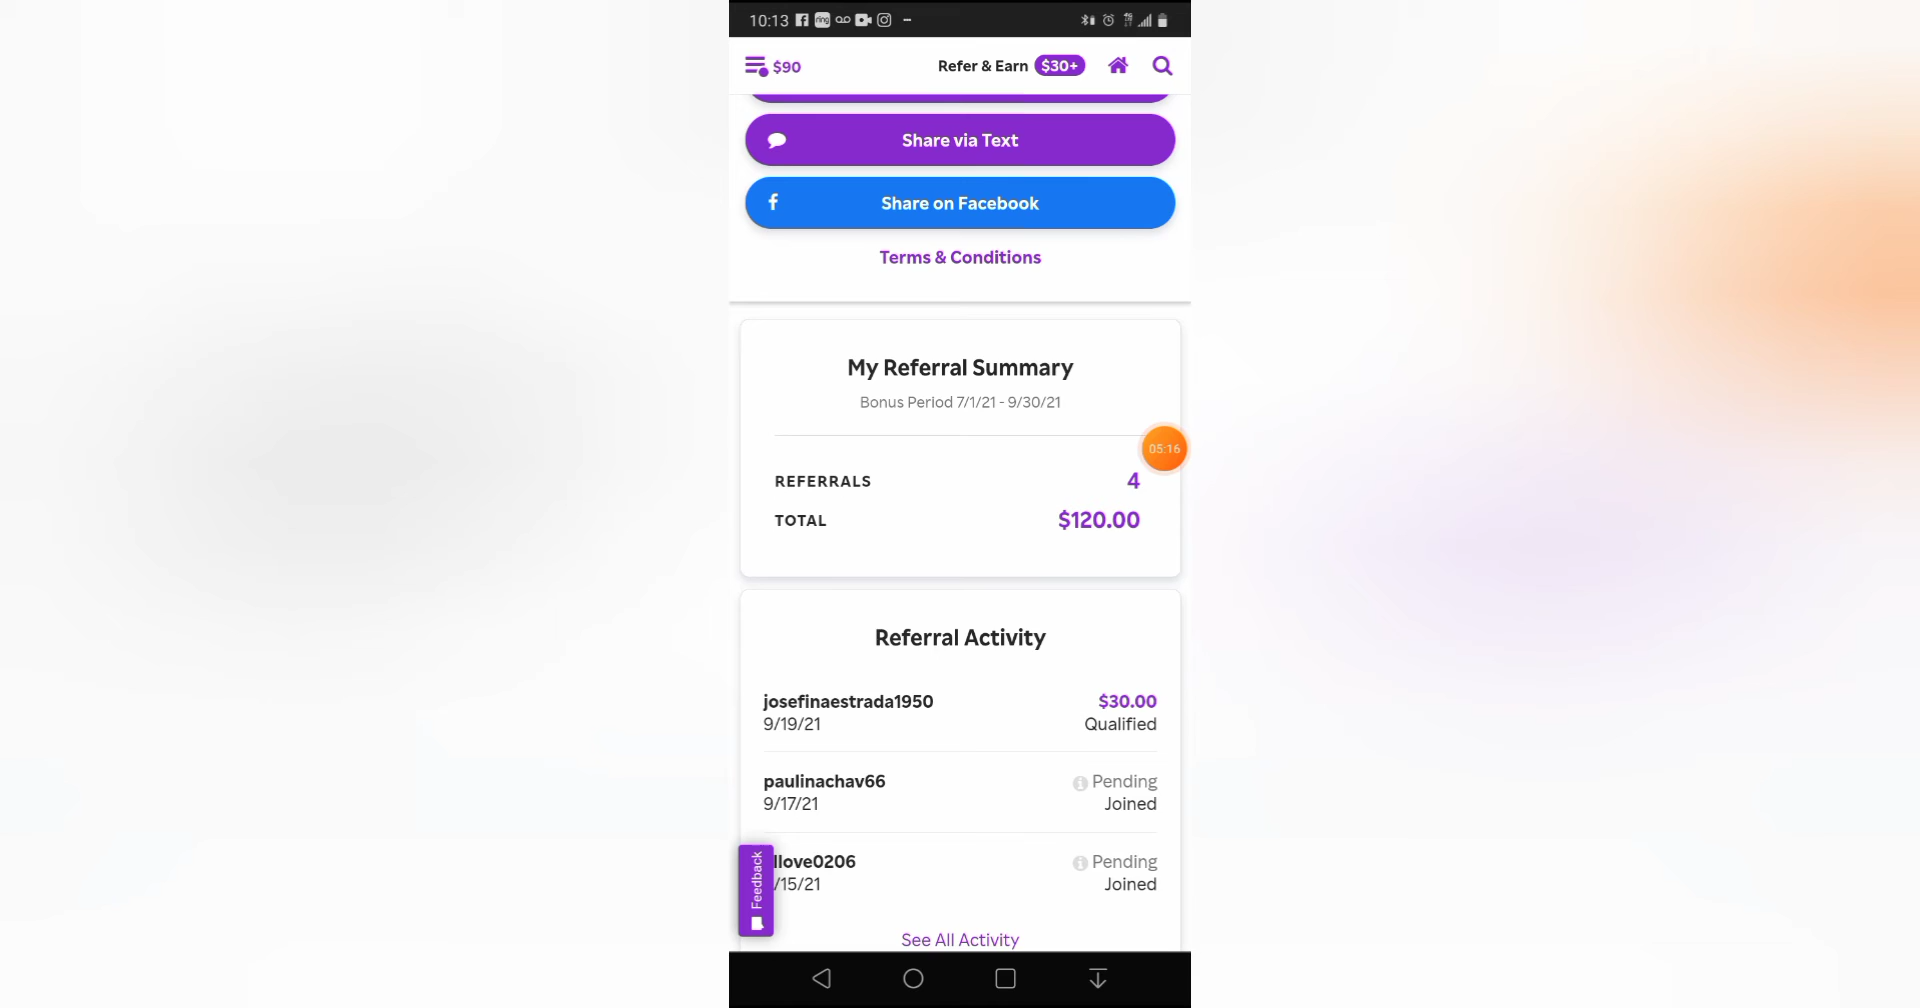 10:13
$90 Refer & Earn $30+
Share via Text
Share on Facebook
Terms & Conditions
My Referral Summary
Bonus Period 7/1/21 - 9/30/21
05:16
REFERRALS 4
TOTAL $120.00
Referral Activity
josefinaestrada1950 $30.00
9/19/21 Qualified
paulinachav66 Pending
9/17/21 Joined
llove0206 Pending
/15/21 Joined
Feedback
See All Activity